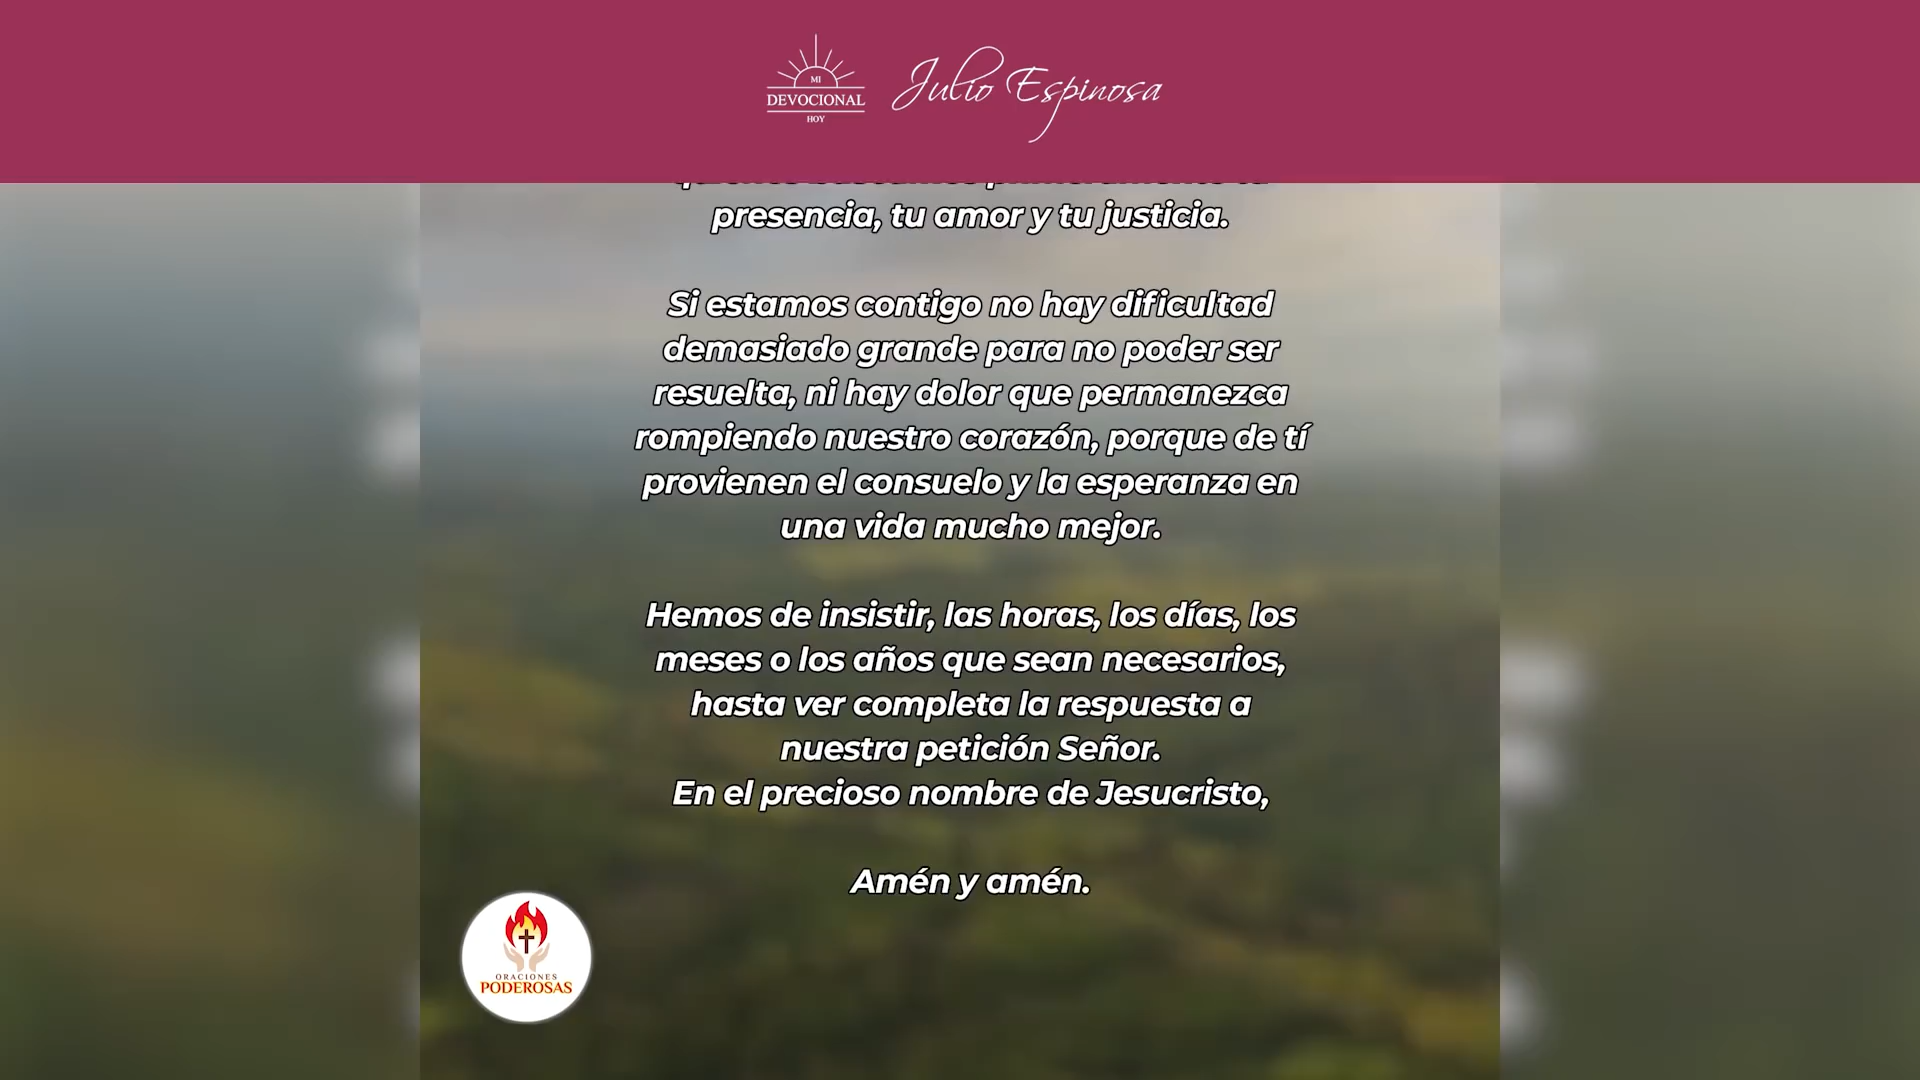 MI
DEVOCIONAL
HOY
Julio Espinosa
presencia, tu amor y tu justicia.
Si estamos contigo no hay dificultad
demasiado grande para no poder ser
resuelta, ni hay dolor que permanezca
rompiendo nuestro corazón, porque de tí
provienen el consuelo y la esperanza en
una vida mucho mejor.
Hemos de insistir, las horas, los días, los
meses o los años que sean necesarios,
hasta ver completa la respuesta a
nuestra petición Señor.
En el precioso nombre de Jesucristo,
Amén y amén.
ORACIONES
PODEROSAS